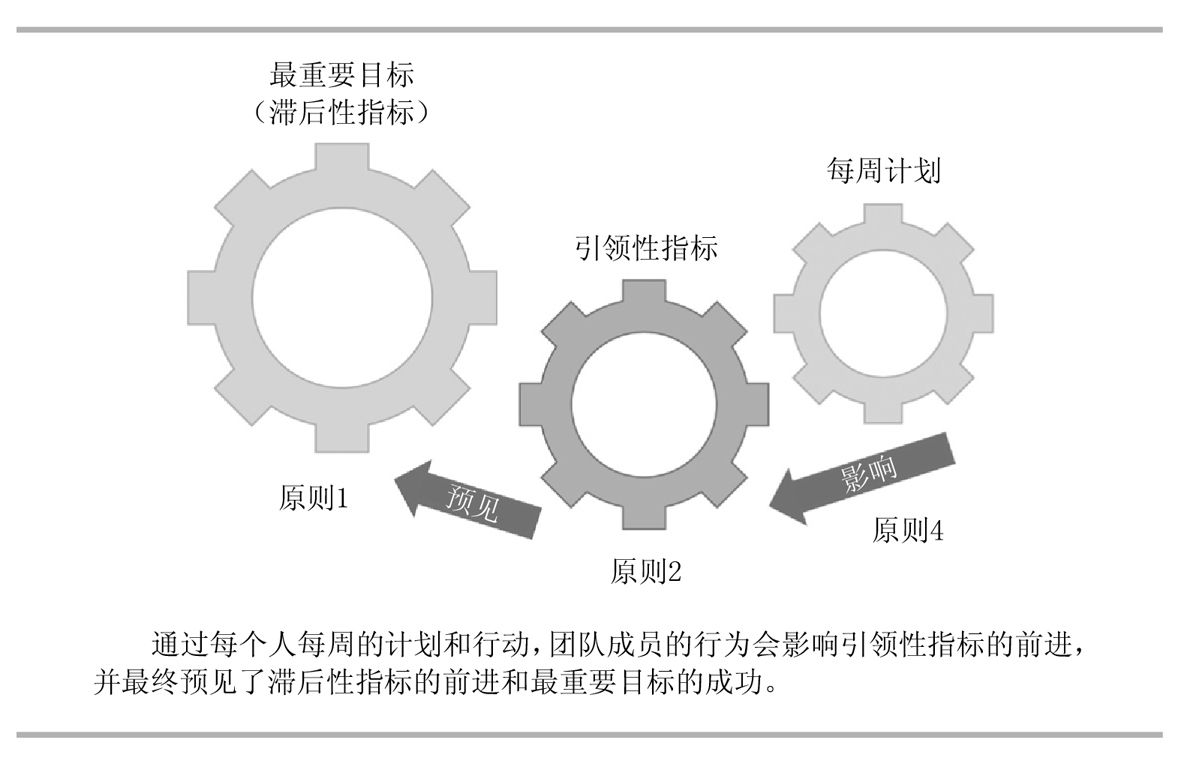 最重要目标
（滞后性指标）
每周计划
引领性指标
影响
预见
原则1
原则4
原则2
通过每个人每周的计划和行动，团队成员的行为会影响引领性指标的前进，
并最终预见了滞后性指标的前进和最重要目标的成功。